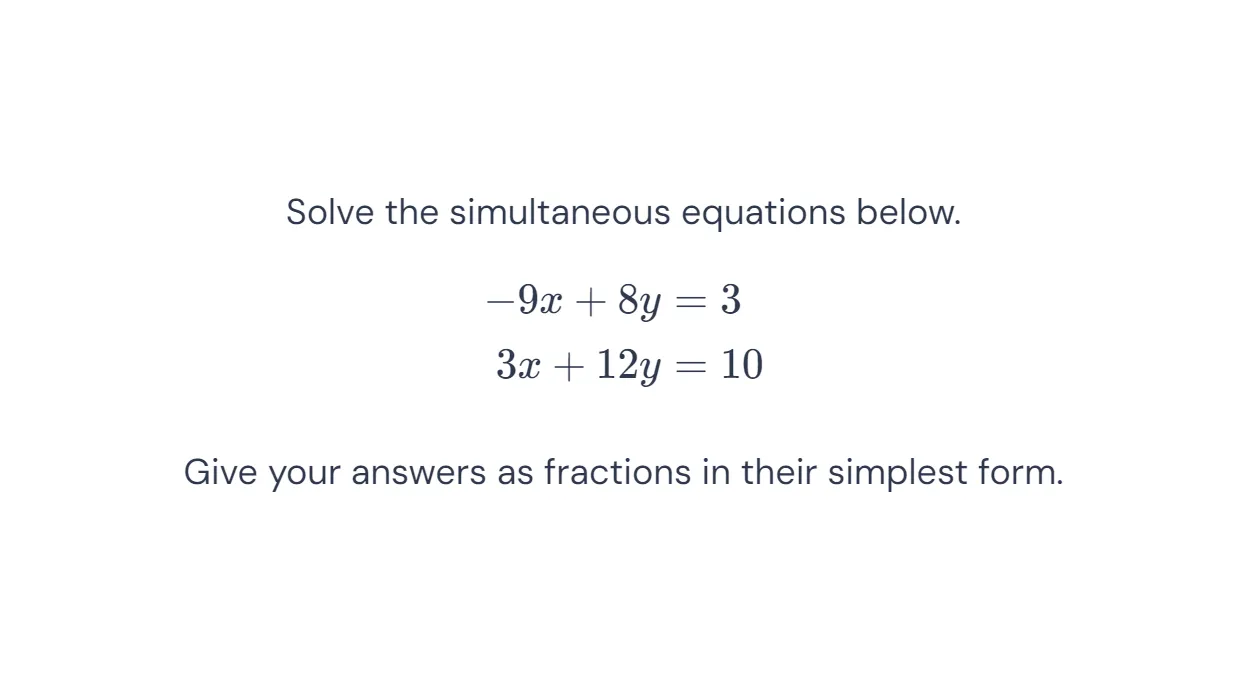 Solve the simultaneous equations below.
−9x + 8y = 3
3x + 12y = 10
Give your answers as fractions in their simplest form.